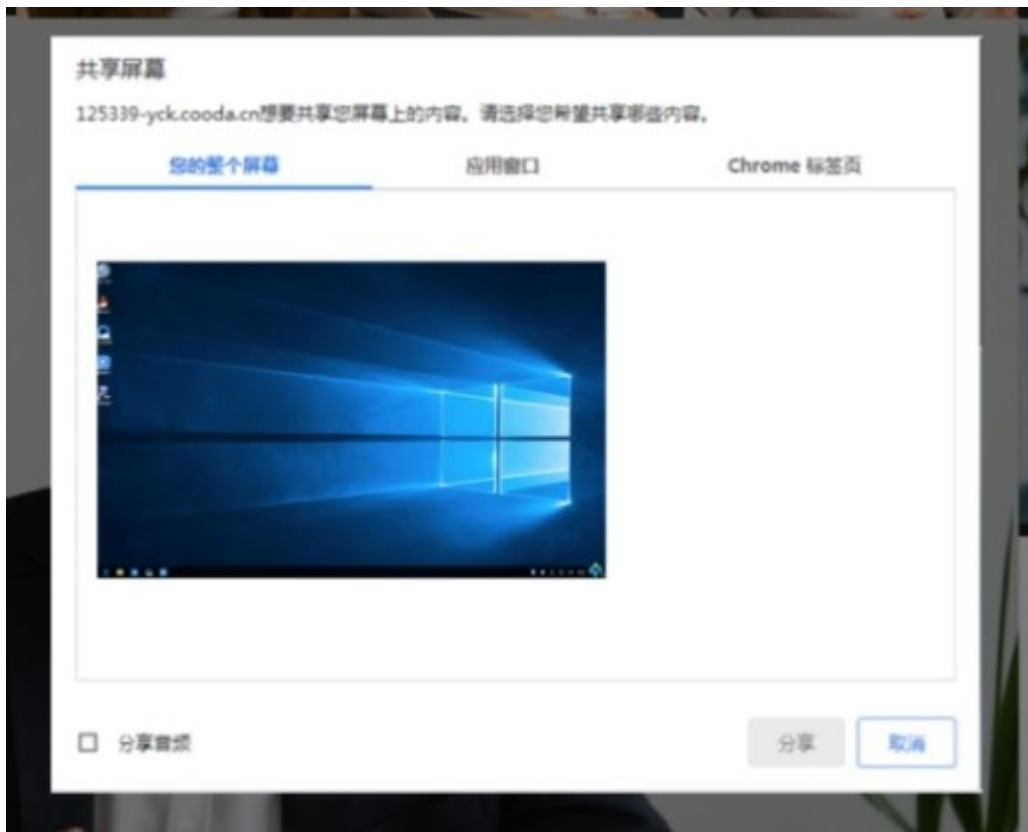 共享屏幕
125339-yck.cooda.cn想要共享您屏幕上的内容。请选择您希望共享哪些内容。
您的整个屏幕
应用窗口
Chrome 标签页
分享音频
分享
取消